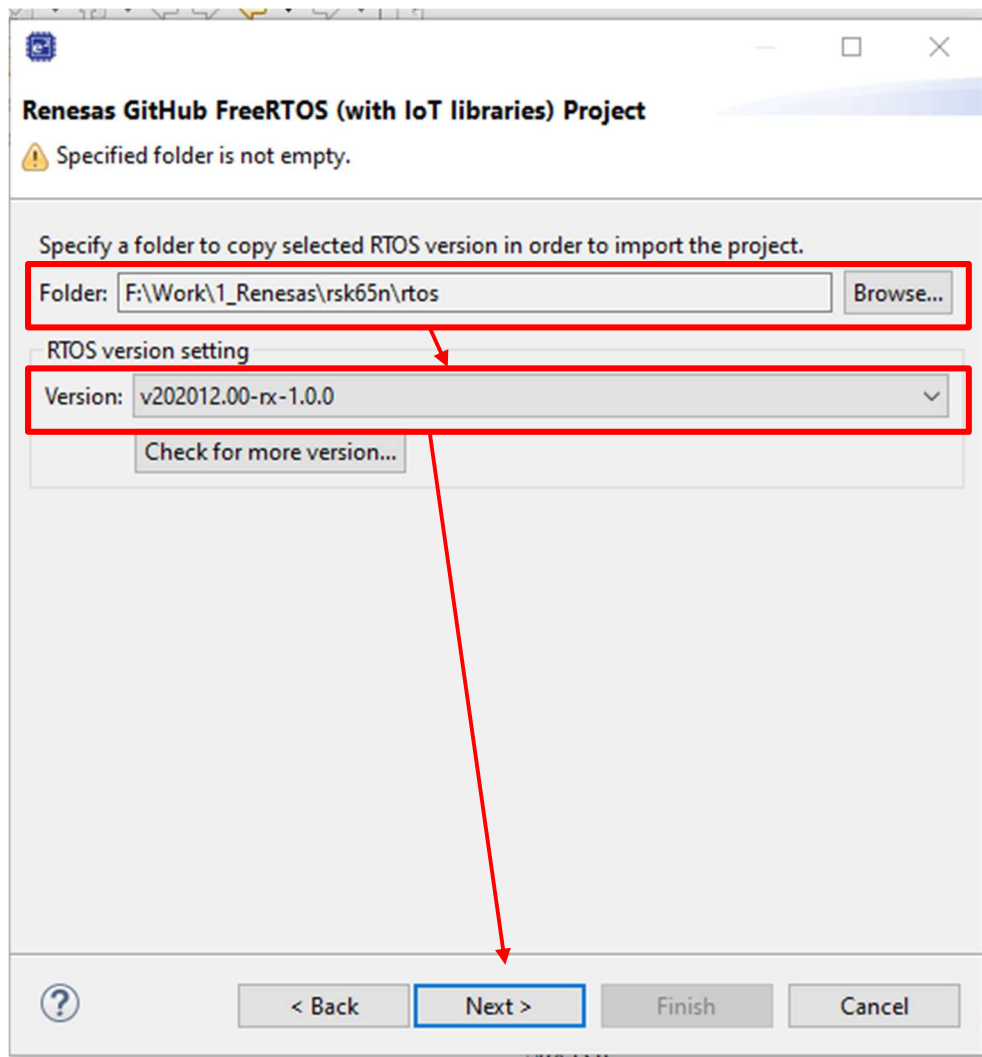 Renesas GitHub FreeRTOS (with IoT libraries) Project
Specified folder is not empty.
Specify a folder to copy selected RTOS version in order to import the project.
Folder: F:\Work\1_Renesas\rsk65n\rtos Browse...
RTOS version setting
Version: v202012.00-rx-1.0.0
Check for more version...
? < Back Next > Finish Cancel